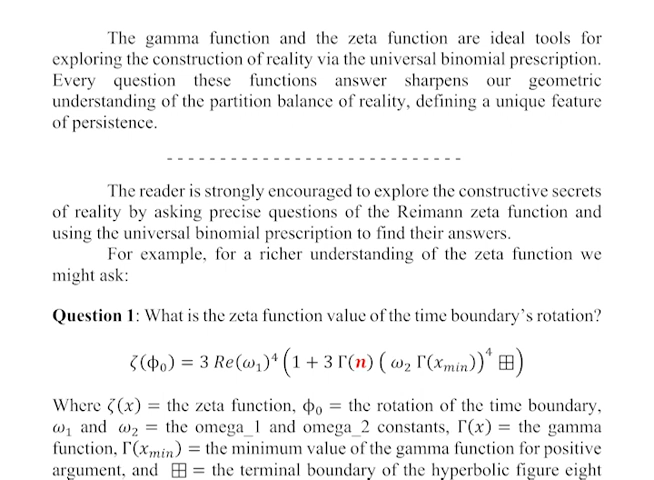 The gamma function and the zeta function are ideal tools for
exploring the construction of reality via the universal binomial prescription.
Every question these functions answer sharpens our geometric
understanding of the partition balance of reality, defining a unique feature
of persistence.
- - - - - - - - - - - - - - - - - - - - - - - - - - - -
The reader is strongly encouraged to explore the constructive secrets
of reality by asking precise questions of the Reimann zeta function and
using the universal binomial prescription to find their answers.
For example, for a richer understanding of the zeta function we
might ask:
Question 1: What is the zeta function value of the time boundary's rotation?
ζ(ϕ₀) = 3 Re(ω₁)⁴ (1 + 3 Γ(n) ( ω₂ Γ(xₘᵢₙ))⁴ ⊞)
Where ζ(x) = the zeta function, ϕ₀ = the rotation of the time boundary,
ω₁ and ω₂ = the omega_1 and omega_2 constants, Γ(x) = the gamma
function, Γ(xₘᵢₙ) = the minimum value of the gamma function for positive
argument, and ⊞ = the terminal boundary of the hyperbolic figure eight